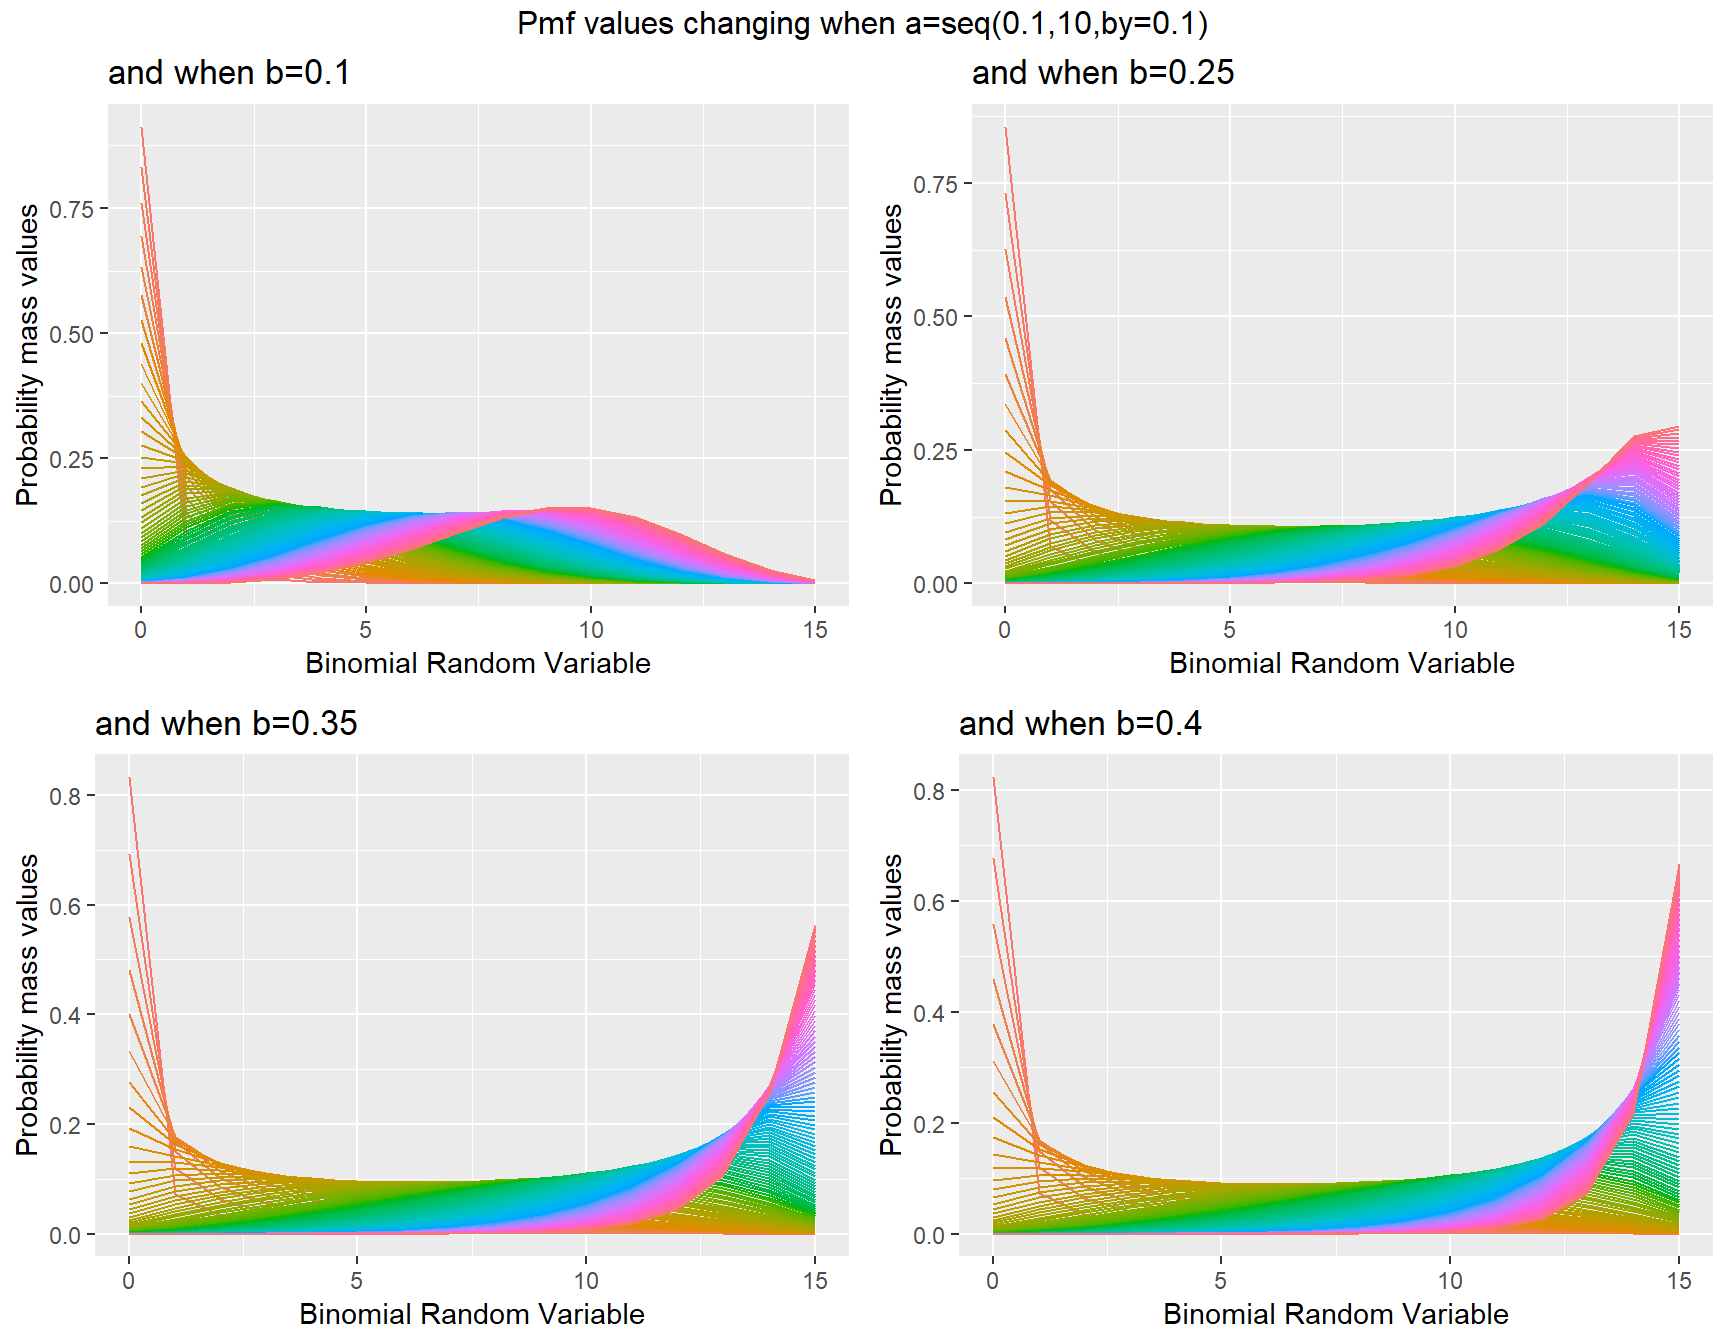 Pmf values changing when a=seq(0.1,10,by=0.1)
and when b=0.1
Probability mass values
0.75
0.50
0.25
0.00
0 5 10 15
Binomial Random Variable
and when b=0.25
Probability mass values
0.75
0.50
0.25
0.00
0 5 10 15
Binomial Random Variable
and when b=0.35
Probability mass values
0.8
0.6
0.4
0.2
0.0
0 5 10 15
Binomial Random Variable
and when b=0.4
Probability mass values
0.8
0.6
0.4
0.2
0.0
0 5 10 15
Binomial Random Variable